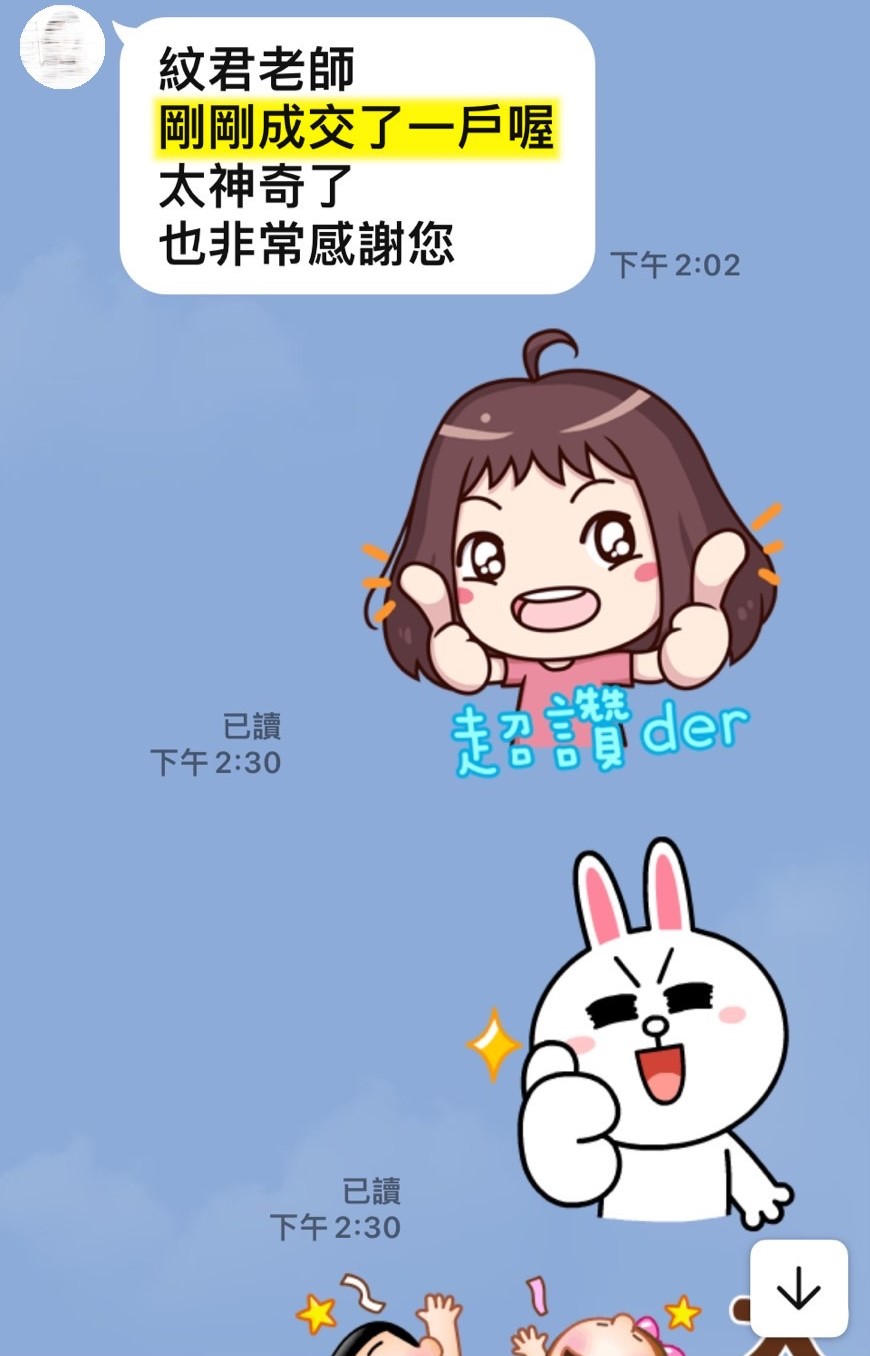 紋君老師
剛剛成交了一戶喔
太神奇了
也非常感謝您
下午 2:02
超讚der
已讀
下午 2:30
已讀
下午 2:30